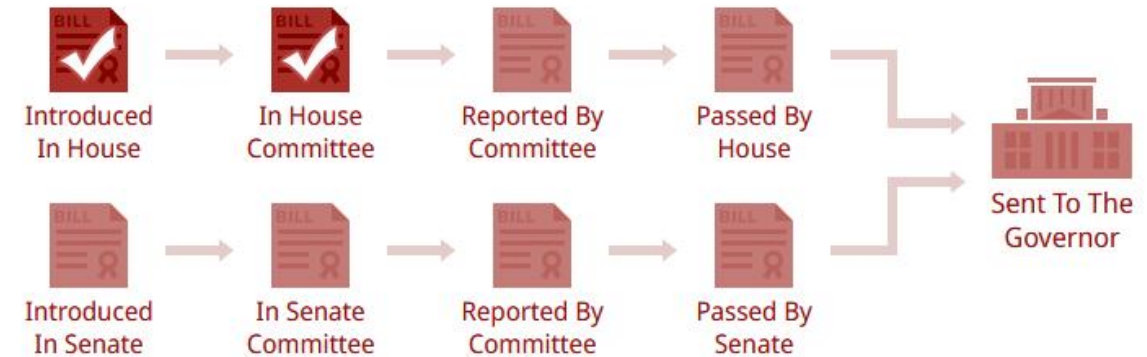 BILL
BILL
BILL
BILL
Introduced
In House
In House
Committee
Reported By
Committee
Passed By
House
Sent To The
Governor
BILL
BILL
BILL
BILL
Introduced
In Senate
In Senate
Committee
Reported By
Committee
Passed By
Senate